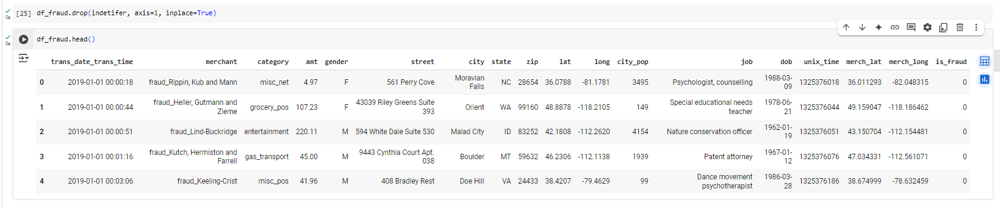 [25] df_fraud.drop(indetifer, axis=1, inplace=True)
0s
df_fraud.head()
0s
trans_date_trans_time merchant category amt gender street city state zip lat long city_pop job dob unix_time merch_lat merch_long is_fraud
0 2019-01-01 00:00:18 fraud_Rippin, Kub and Mann misc_net 4.97 F 561 Perry Cove Moravian Falls NC 28654 36.0788 -81.1781 3495 Psychologist, counselling 1988-03-09 1325376018 36.011293 -82.048315 0
1 2019-01-01 00:00:44 fraud_Heller, Gutmann and Zieme grocery_pos 107.23 F 43039 Riley Greens Suite 393 Orient WA 99160 48.8878 -118.2105 149 Special educational needs teacher 1978-06-21 1325376044 49.159047 -118.186462 0
2 2019-01-01 00:00:51 fraud_Lind-Buckridge entertainment 220.11 M 594 White Dale Suite 530 Malad City ID 83252 42.1808 -112.2620 4154 Nature conservation officer 1962-01-19 1325376051 43.150704 -112.154481 0
3 2019-01-01 00:01:16 fraud_Kutch, Hermiston and Farrell gas_transport 45.00 M 9443 Cynthia Court Apt. 038 Boulder MT 59632 46.2306 -112.1138 1939 Patent attorney 1967-01-12 1325376076 47.034331 -112.561071 0
4 2019-01-01 00:03:06 fraud_Keeling-Crist misc_pos 41.96 M 408 Bradley Rest Doe Hill VA 24433 38.4207 -79.4629 99 Dance movement psychotherapist 1986-03-28 1325376186 38.674999 -78.632459 0